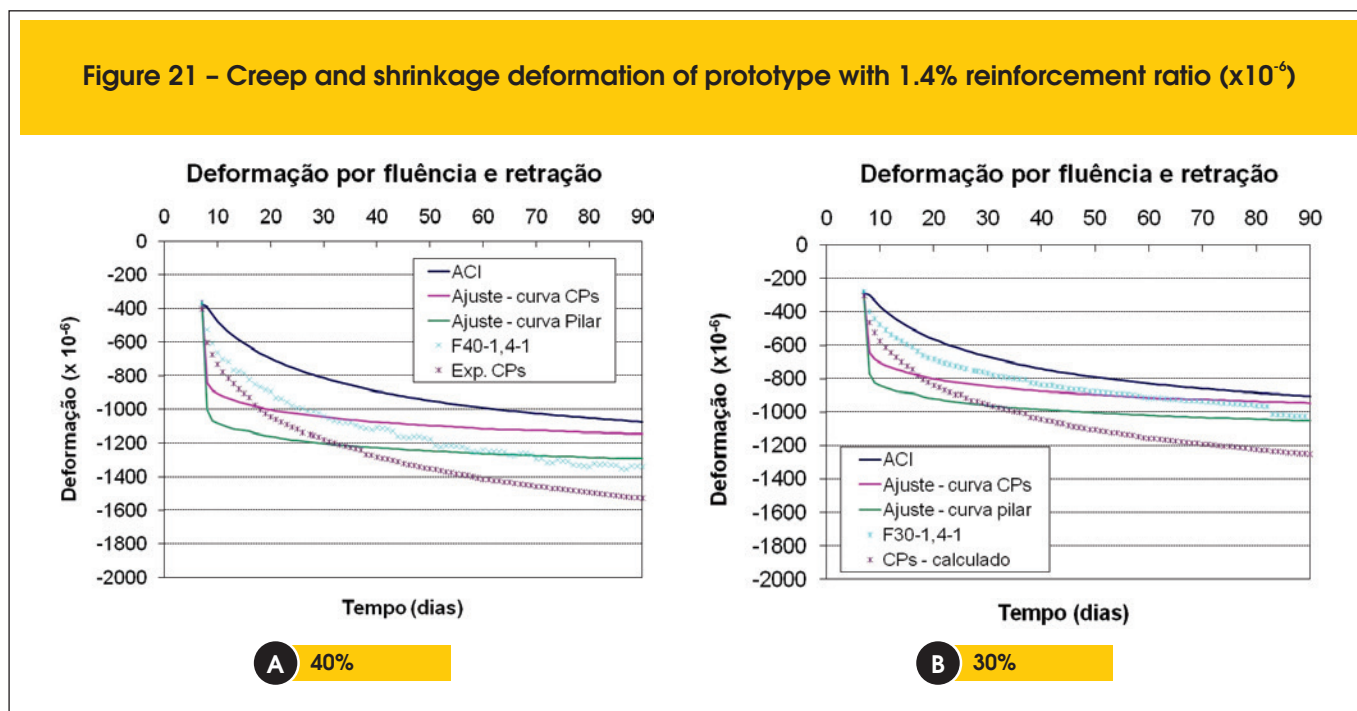 Figure 21 – Creep and shrinkage deformation of prototype with 1.4% reinforcement ratio (x10⁻⁶)
Deformação por fluência e retração
0 10 20 30 40 50 60 70 80 90
0
-200
-400
-600
-800
-1000
-1200
-1400
-1600
-1800
-2000
Deformação (x 10⁻⁶)
ACI
Ajuste - curva CPs
Ajuste - curva Pilar
F40-1,4-1
Exp. CPs
Tempo (dias)
A 40%
Deformação por fluência e retração
0 10 20 30 40 50 60 70 80 90
0
-200
-400
-600
-800
-1000
-1200
-1400
-1600
-1800
-2000
Deformação (x10⁻⁶)
ACI
Ajuste - curva CPs
Ajuste - curva pilar
F30-1,4-1
CPs - calculado
Tempo (dias)
B 30%